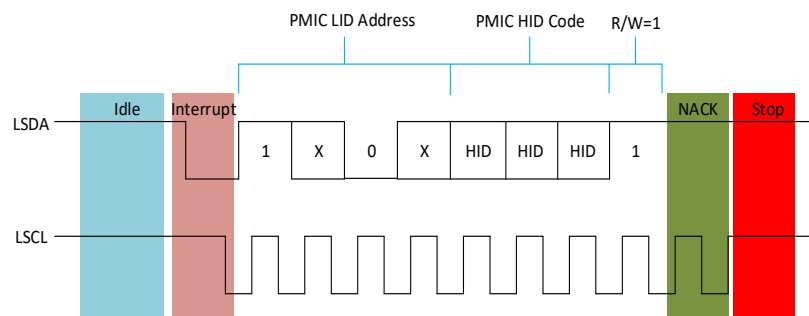 PMIC LID Address PMIC HID Code R/W=1
Idle Interrupt NACK Stop
LSDA
1 X 0 X HID HID HID 1
LSCL